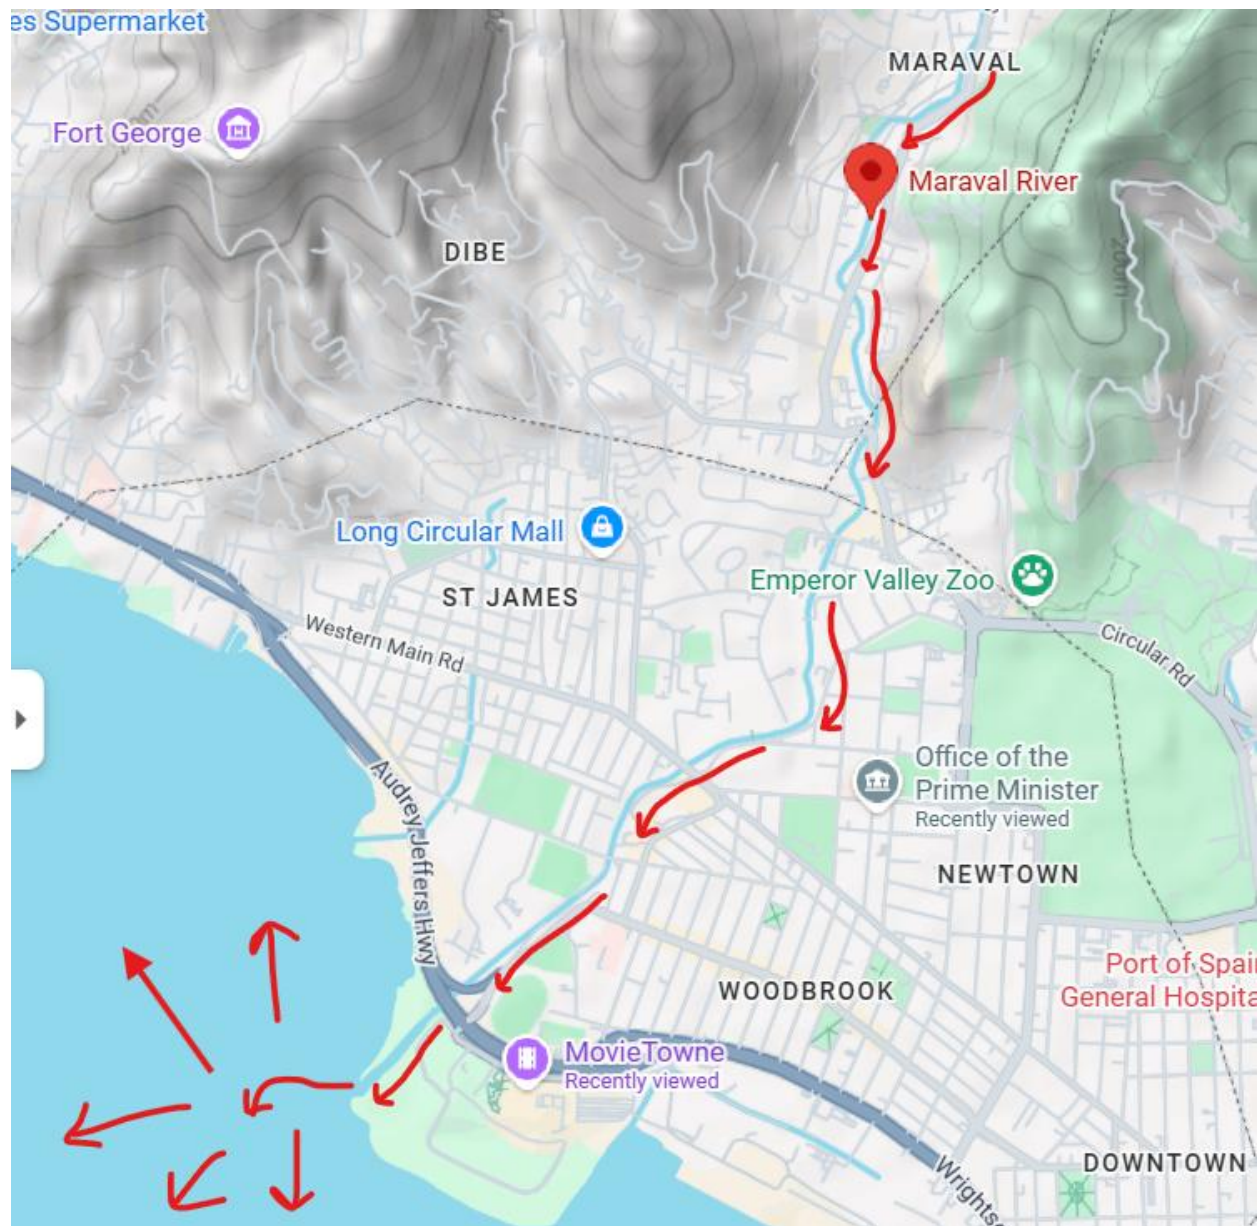 es Supermarket
MARAVAL
Fort George
Maraval River
DIBE
200m
Long Circular Mall
Emperor Valley Zoo
ST JAMES
Western Main Rd
Circular Rd
Office of the
Prime Minister
Recently viewed
Audrey Jeffers Hwy
NEWTOWN
Port of Spai
General Hospita
WOODBROOK
MovieTowne
Recently viewed
DOWNTOWN
Wrights